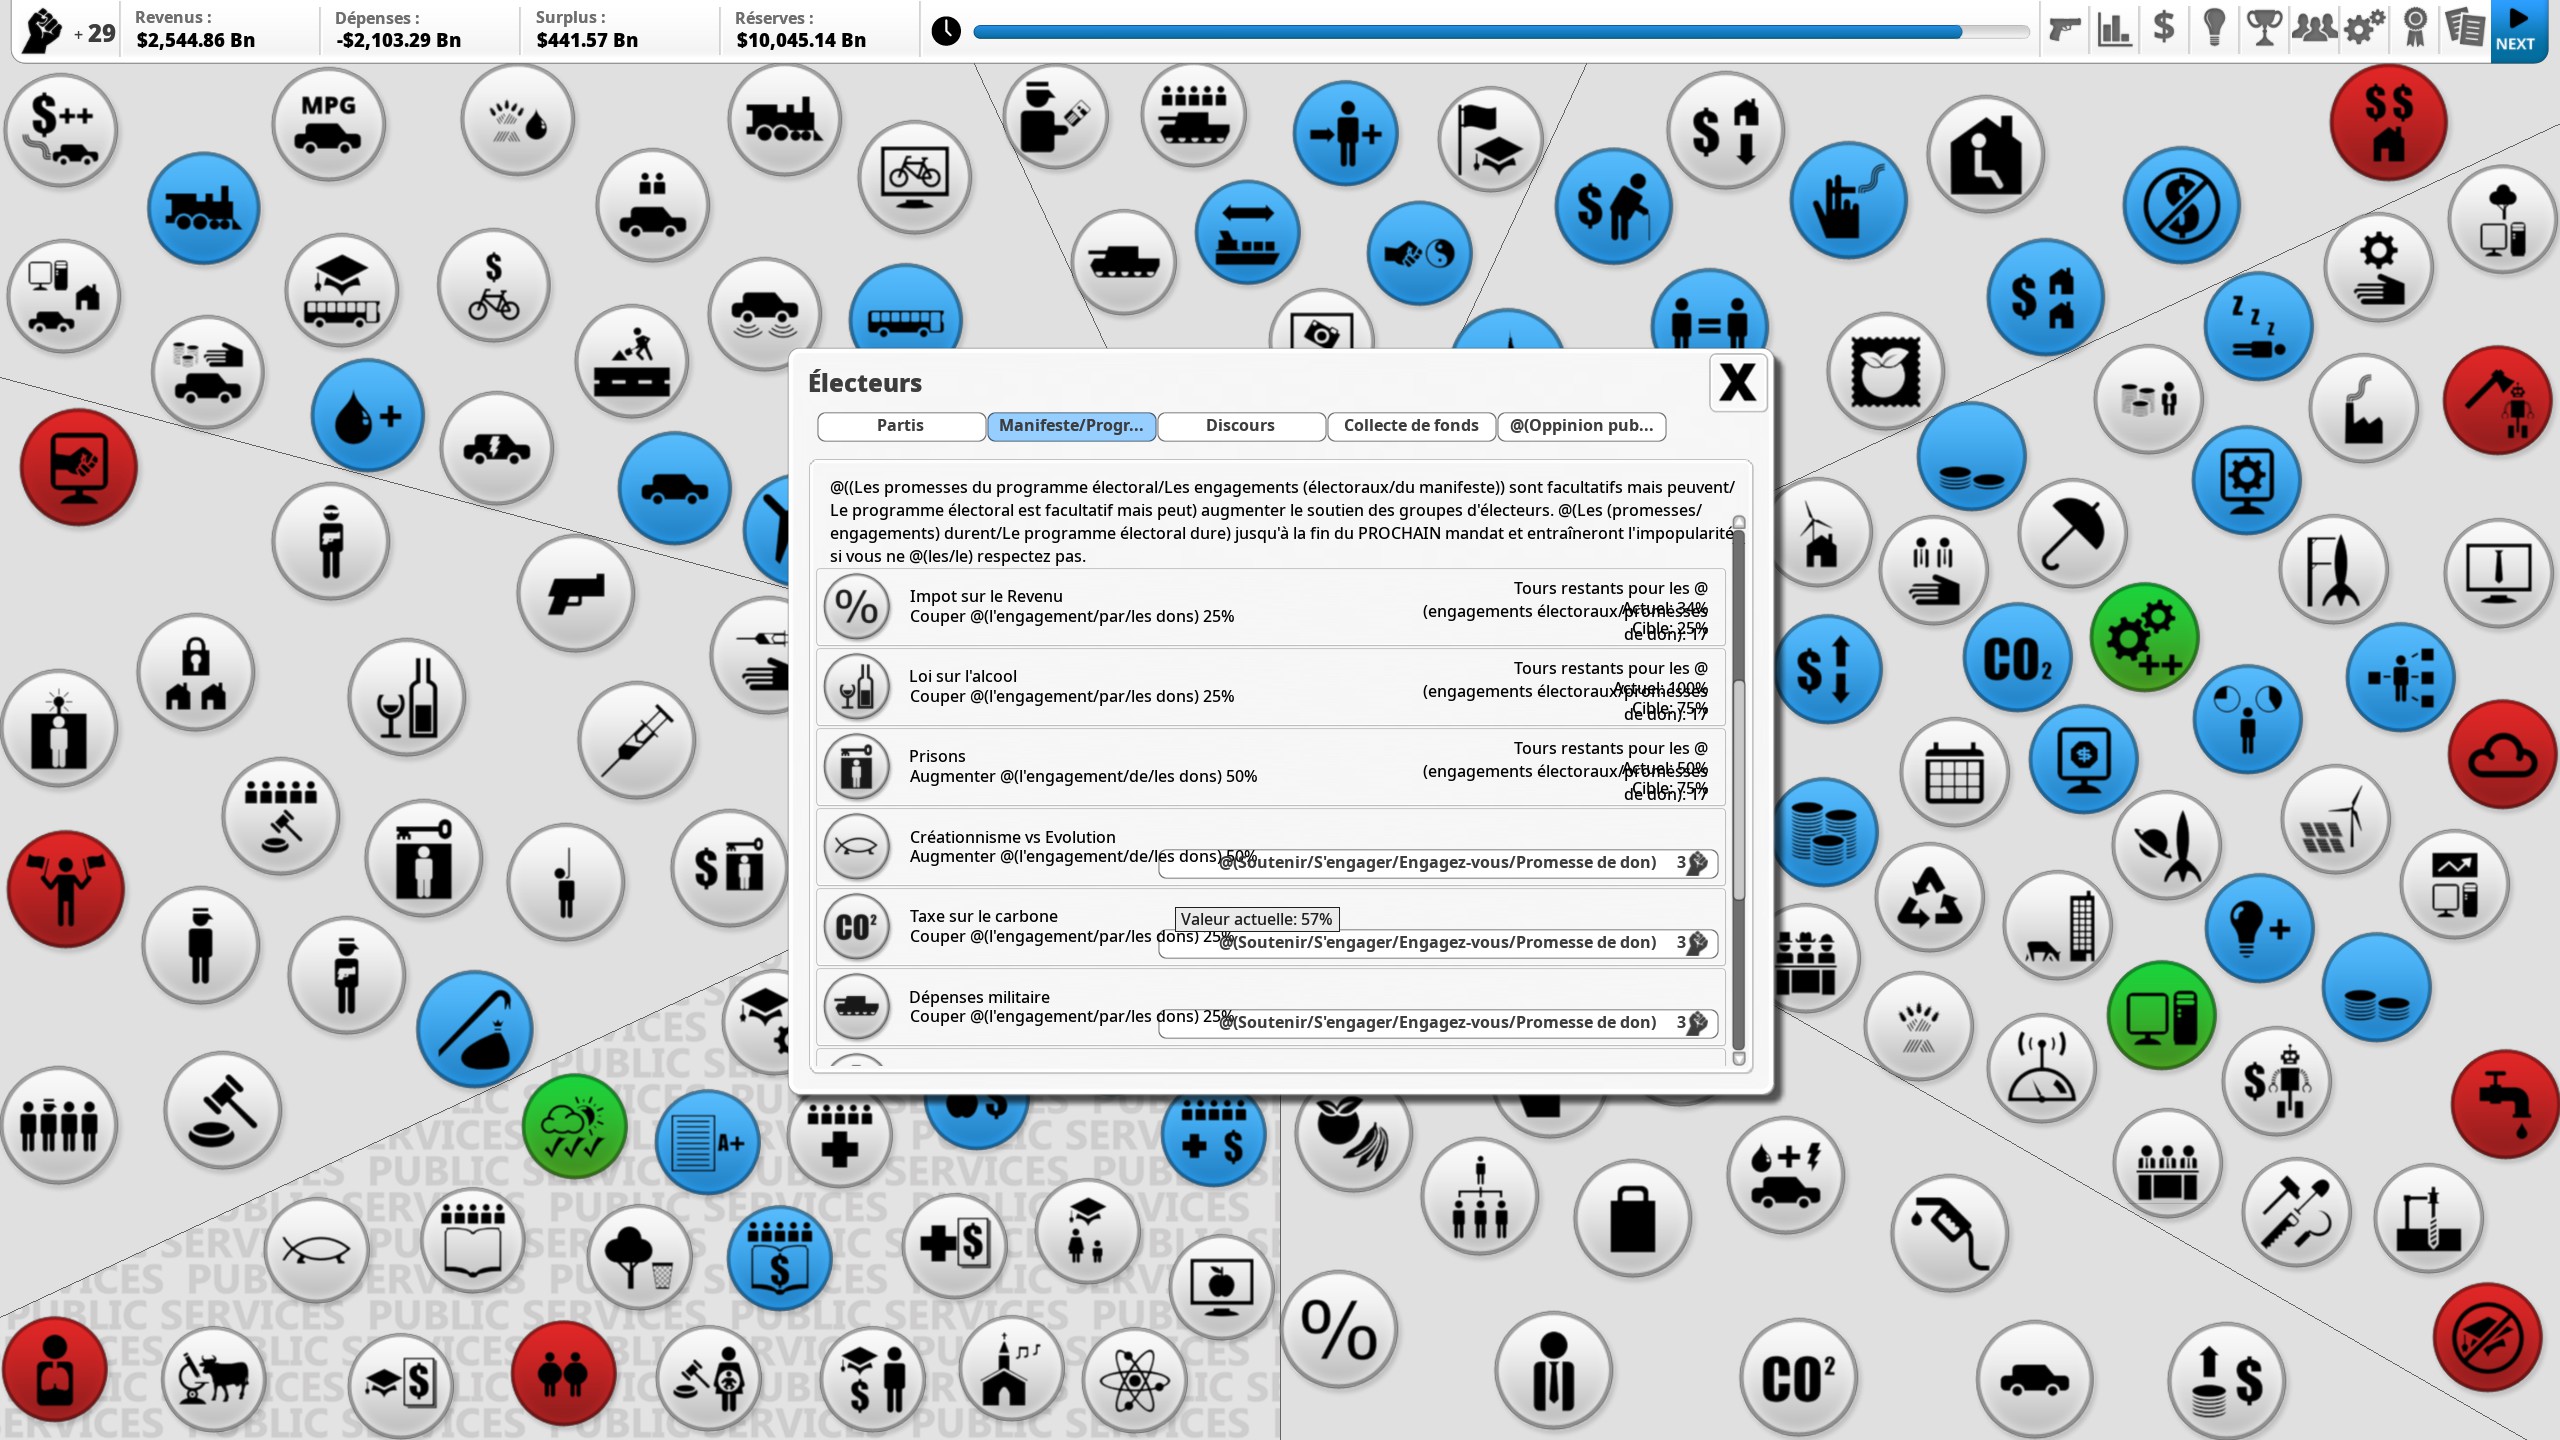 + 29
Revenus :
$2,544.86 Bn
Dépenses :
-$2,103.29 Bn
Surplus :
$441.57 Bn
Réserves :
$10,045.14 Bn
NEXT
$++
MPG
Électeurs
X
Partis
Manifeste/Progr...
Discours
Collecte de fonds
@(Oppinion pub...
@((Les promesses du programme électoral/Les engagements (électoraux/du manifeste)) sont facultatifs mais peuvent/
Le programme électoral est facultatif mais peut) augmenter le soutien des groupes d'électeurs. @(Les (promesses/
engagements) durent/Le programme électoral dure) jusqu'à la fin du PROCHAIN mandat et entraîneront l'impopularité
si vous ne @(les/le) respectez pas.
Impot sur le Revenu
Couper @(l'engagement/par/les dons) 25%
Tours restants pour les @
(engagements électoraux/promesses
de don): 17
Actuel: 34%
Cible: 25%
Loi sur l'alcool
Couper @(l'engagement/par/les dons) 25%
Tours restants pour les @
(engagements électoraux/promesses
de don): 17
Actuel: 100%
Cible: 75%
Prisons
Augmenter @(l'engagement/de/les dons) 50%
Tours restants pour les @
(engagements électoraux/promesses
de don): 17
Actuel: 50%
Cible: 75%
Créationnisme vs Evolution
Augmenter @(l'engagement/de/les dons) 50%
@(Soutenir/S'engager/Engagez-vous/Promesse de don) 3
CO²
Taxe sur le carbone
Couper @(l'engagement/par/les dons) 25%
Valeur actuelle: 57%
@(Soutenir/S'engager/Engagez-vous/Promesse de don) 3
Dépenses militaire
Couper @(l'engagement/par/les dons) 25%
@(Soutenir/S'engager/Engagez-vous/Promesse de don) 3
CO₂
A+
PUBLIC SERVICES
CO²